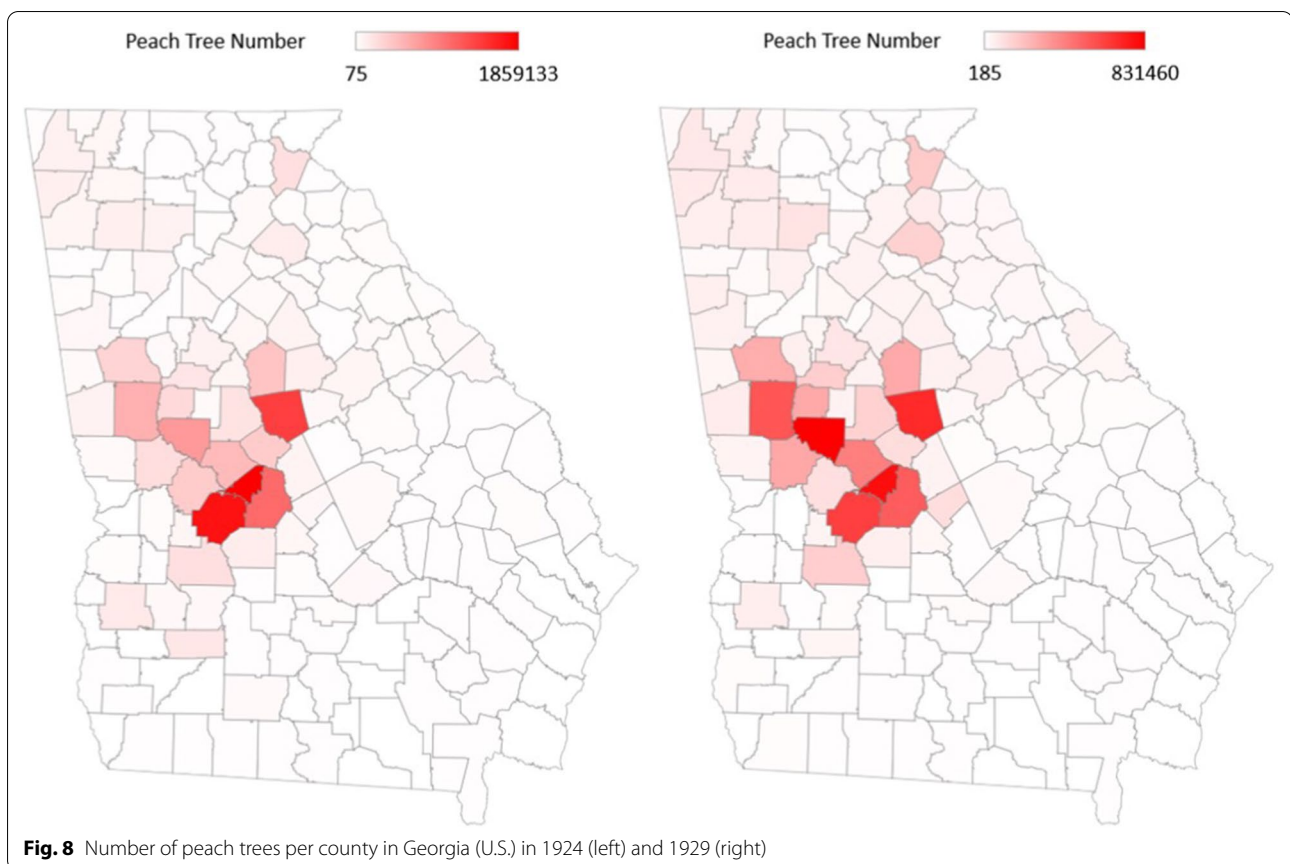 Peach Tree Number
75 1859133
Peach Tree Number
185 831460
Fig. 8 Number of peach trees per county in Georgia (U.S.) in 1924 (left) and 1929 (right)